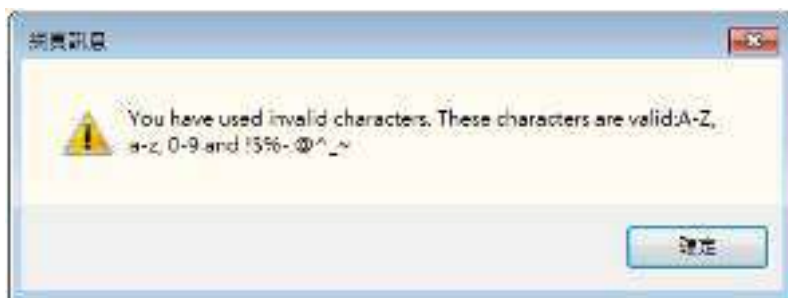 網頁訊息
You have used invalid characters. These characters are valid:A-Z,
a-z, 0-9 and !$%-.@^_~
確定